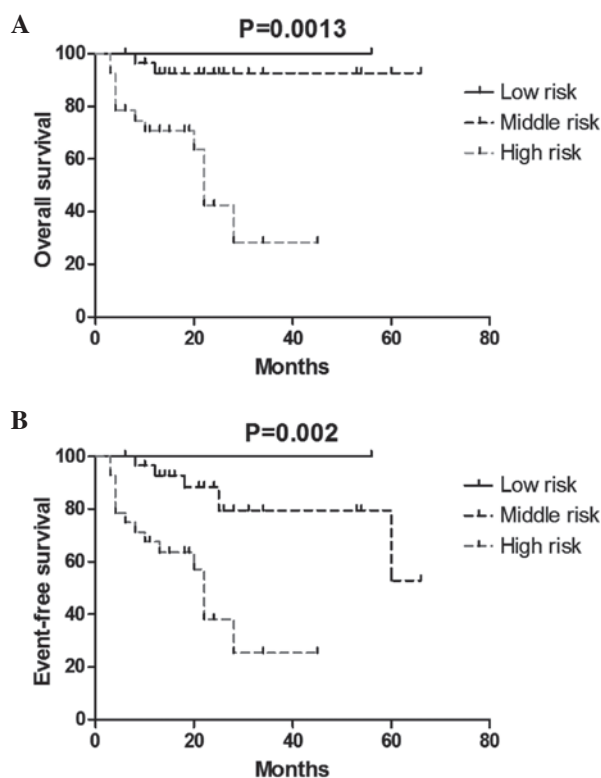 A
P=0.0013
100
80
60
40
20
0
Overall survival
0 20 40 60 80
Months
Low risk
Middle risk
High risk
B
P=0.002
100
80
60
40
20
0
Event-free survival
0 20 40 60 80
Months
Low risk
Middle risk
High risk